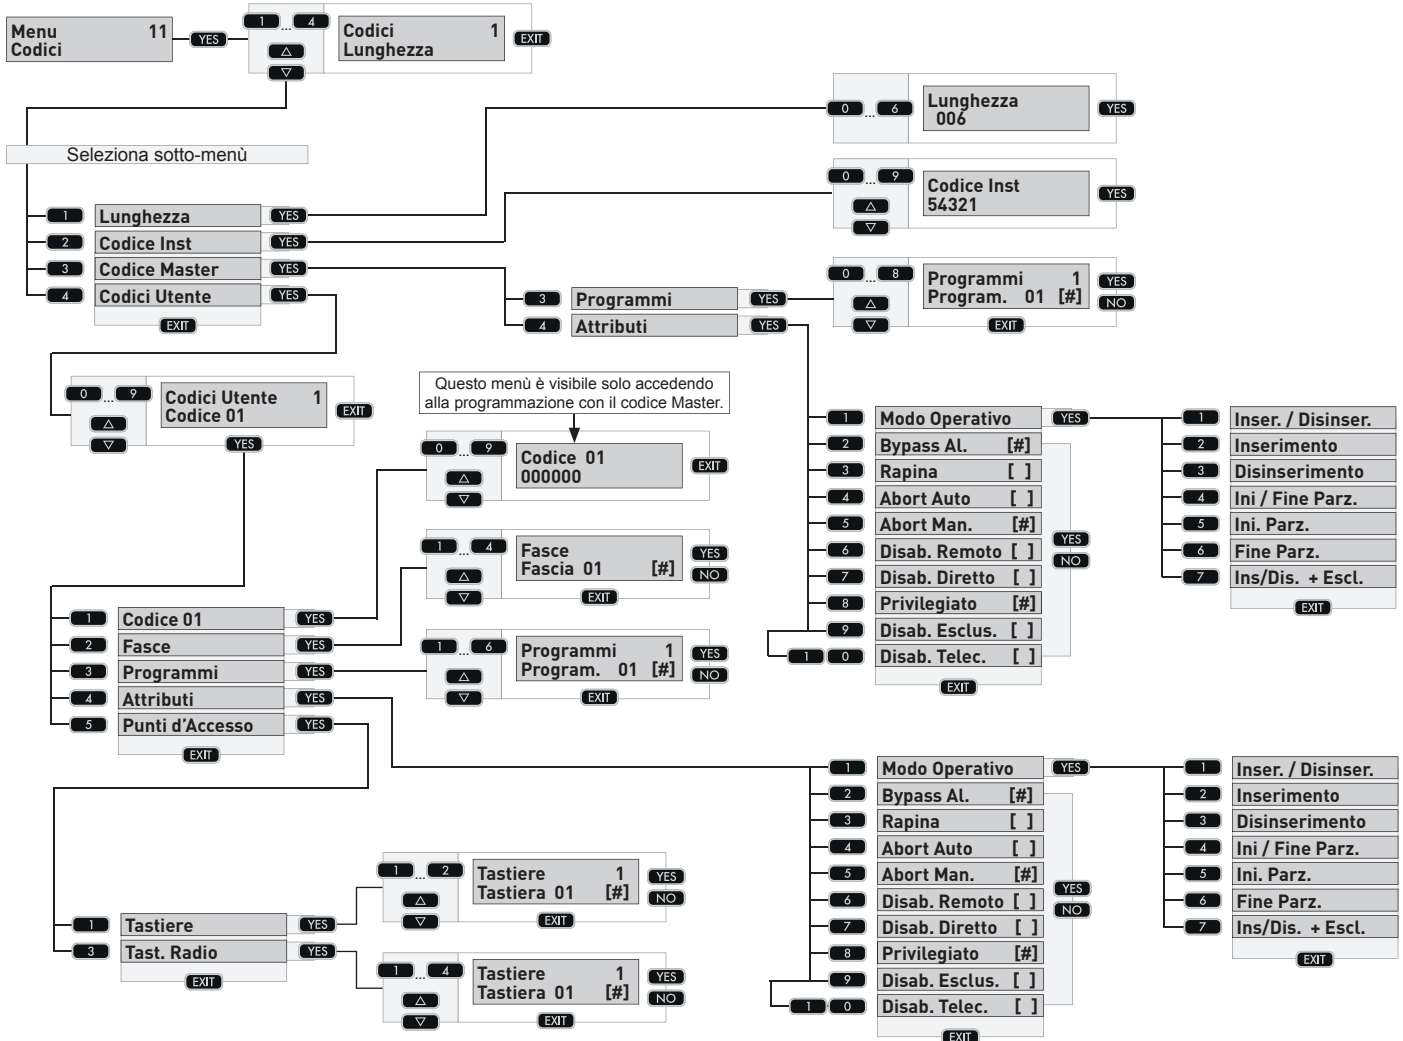 Menu 11
Codici
YES
1 ... 4
Codici 1
Lunghezza
EXIT
Seleziona sotto-menù
1 Lunghezza YES
2 Codice Inst YES
3 Codice Master YES
4 Codici Utente YES
EXIT
0 ... 6
Lunghezza
006
YES
0 ... 9
Codice Inst
54321
YES
3 Programmi YES
4 Attributi YES
0 ... 8
Programmi 1
Program. 01 [#]
YES
NO
EXIT
0 ... 9
Codici Utente 1
Codice 01
EXIT
YES
Questo menù è visibile solo accedendo
alla programmazione con il codice Master.
0 ... 9
Codice 01
000000
EXIT
1 ... 4
Fasce
Fascia 01 [#]
YES
NO
EXIT
1 ... 6
Programmi 1
Program. 01 [#]
YES
NO
EXIT
1 Codice 01 YES
2 Fasce YES
3 Programmi YES
4 Attributi YES
5 Punti d'Accesso YES
EXIT
1 Modo Operativo YES
2 Bypass Al. [#]
3 Rapina [ ]
4 Abort Auto [ ]
5 Abort Man. [#]
6 Disab. Remoto [ ]
7 Disab. Diretto [ ]
8 Privilegiato [#]
9 Disab. Esclus. [ ]
1 0 Disab. Telec. [ ]
YES
NO
EXIT
1 Inser. / Disinser.
2 Inserimento
3 Disinserimento
4 Ini / Fine Parz.
5 Ini. Parz.
6 Fine Parz.
7 Ins/Dis. + Escl.
EXIT
1 Modo Operativo YES
2 Bypass Al. [#]
3 Rapina [ ]
4 Abort Auto [ ]
5 Abort Man. [#]
6 Disab. Remoto [ ]
7 Disab. Diretto [ ]
8 Privilegiato [#]
9 Disab. Esclus. [ ]
1 0 Disab. Telec. [ ]
YES
NO
EXIT
1 Inser. / Disinser.
2 Inserimento
3 Disinserimento
4 Ini / Fine Parz.
5 Ini. Parz.
6 Fine Parz.
7 Ins/Dis. + Escl.
EXIT
1 Tastiere YES
3 Tast. Radio YES
EXIT
1 ... 2
Tastiere 1
Tastiera 01 [#]
YES
NO
EXIT
1 ... 4
Tastiere 1
Tastiera 01 [#]
YES
NO
EXIT